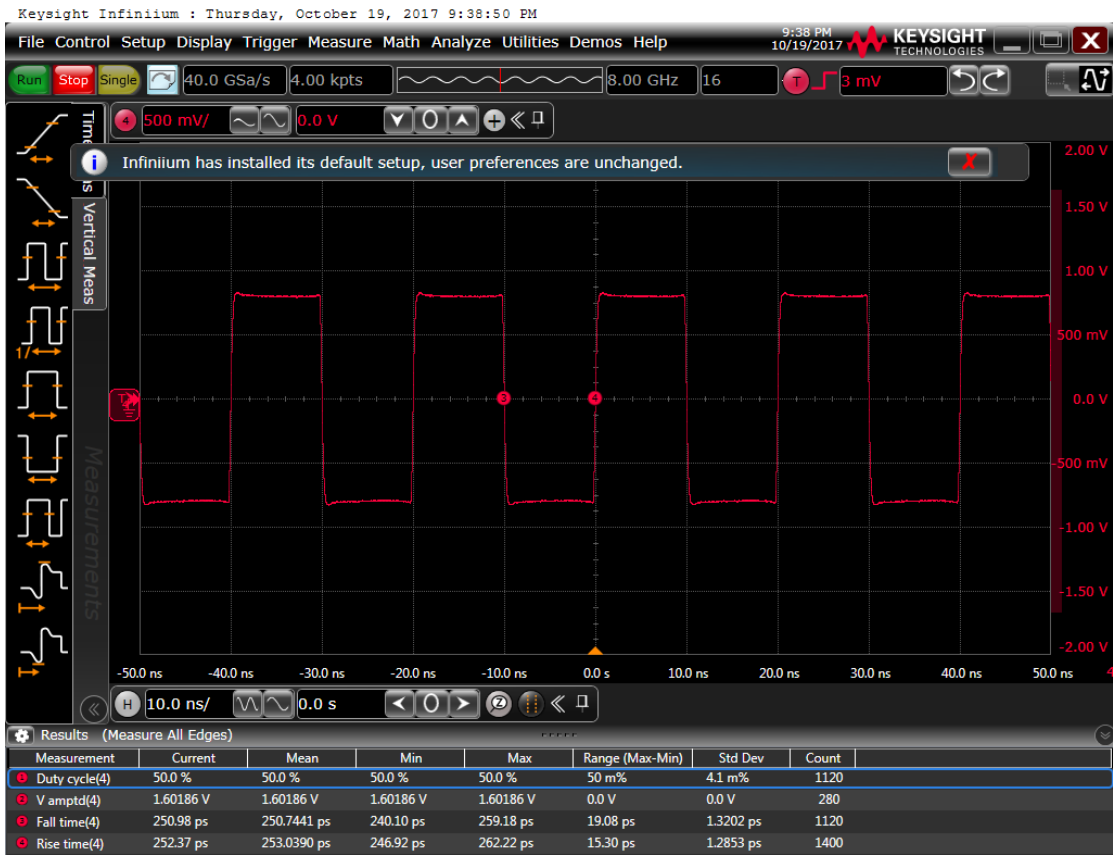 Keysight Infiniium : Thursday, October 19, 2017 9:38:50 PM
File Control Setup Display Trigger Measure Math Analyze Utilities Demos Help
9:38 PM
10/19/2017
KEYSIGHT
TECHNOLOGIES
Run Stop Single 40.0 GSa/s 4.00 kpts 8.00 GHz 16 T 3 mV
4 500 mV/ 0.0 V
Infiniium has installed its default setup, user preferences are unchanged.
Vertical Meas
1/
Measurements
2.00 V
1.50 V
1.00 V
500 mV
0.0 V
-500 mV
-1.00 V
-1.50 V
-2.00 V
3 4
-50.0 ns -40.0 ns -30.0 ns -20.0 ns -10.0 ns 0.0 s 10.0 ns 20.0 ns 30.0 ns 40.0 ns 50.0 ns 4
H 10.0 ns/ 0.0 s Z
Results (Measure All Edges)
Measurement Current Mean Min Max Range (Max-Min) Std Dev Count
1 Duty cycle(4) 50.0 % 50.0 % 50.0 % 50.0 % 50 m% 4.1 m% 1120
2 V amptd(4) 1.60186 V 1.60186 V 1.60186 V 1.60186 V 0.0 V 0.0 V 280
3 Fall time(4) 250.98 ps 250.7441 ps 240.10 ps 259.18 ps 19.08 ps 1.3202 ps 1120
4 Rise time(4) 252.37 ps 253.0390 ps 246.92 ps 262.22 ps 15.30 ps 1.2853 ps 1400